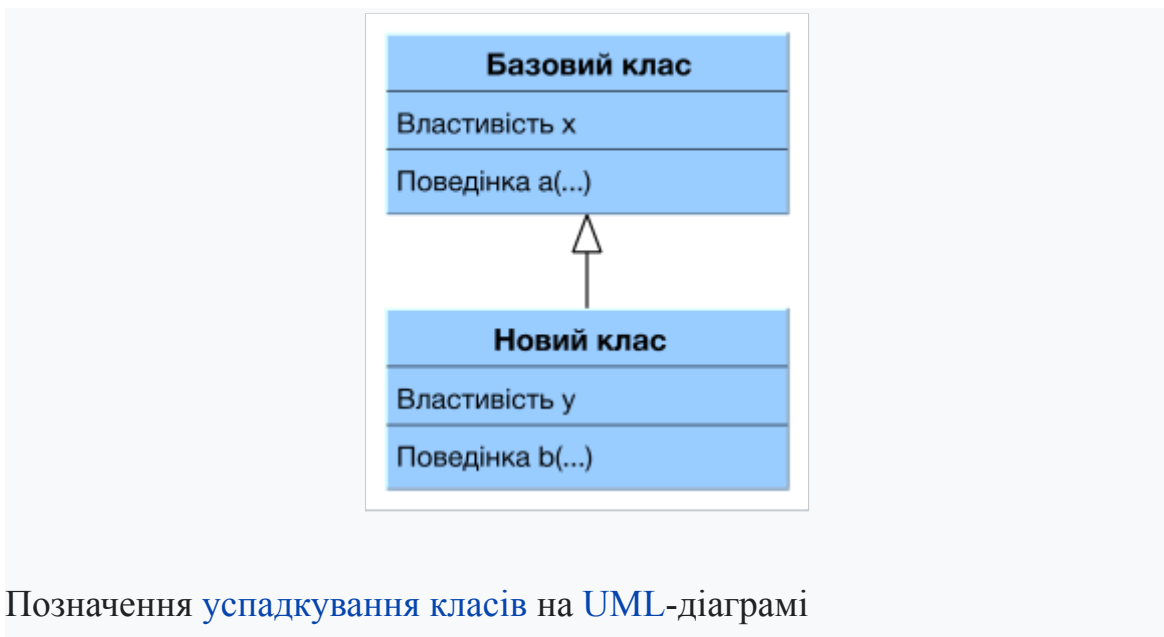 Базовий клас
Властивість x
Поведінка a(...)
Новий клас
Властивість y
Поведінка b(...)
Позначення успадкування класів на UML-діаграмі